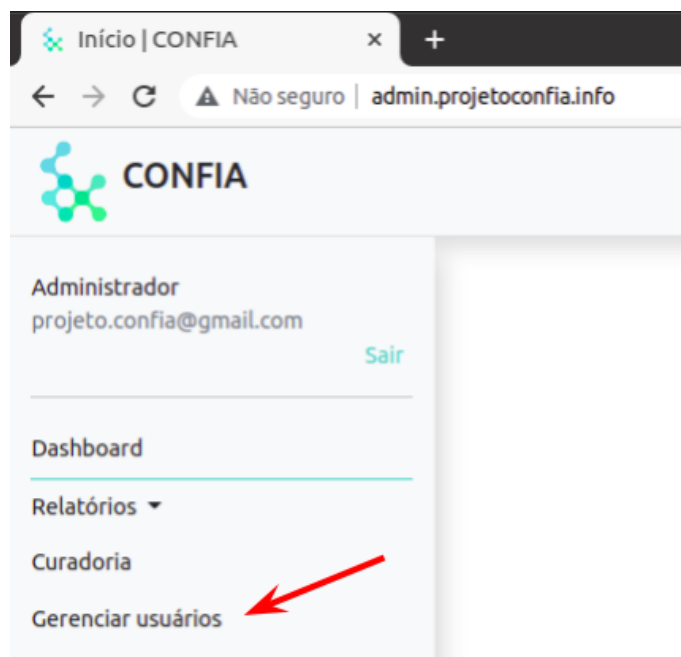 Início | CONFIA
Não seguro | admin.projetoconfia.info
CONFIA
Administrador
projeto.confia@gmail.com
Sair
Dashboard
Relatórios
Curadoria
Gerenciar usuários